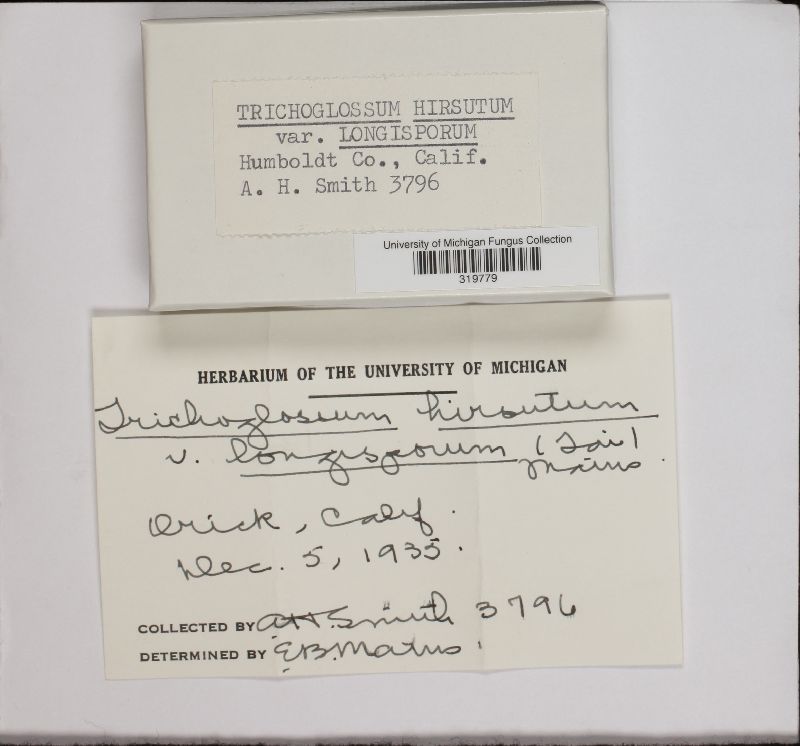 TRICHOGLOSSUM HIRSUTUM
var. LONGISPORUM
Humboldt Co., Calif.
A. H. Smith 3796
University of Michigan Fungus Collection
319779
HERBARIUM OF THE UNIVERSITY OF MICHIGAN
Trichoglossum hirsutum
v. longisporum (Tai)
Mains.
Orick, Calif.
Dec. 5, 1935.
COLLECTED BY A.H. Smith 3796
DETERMINED BY E.B. Mains.